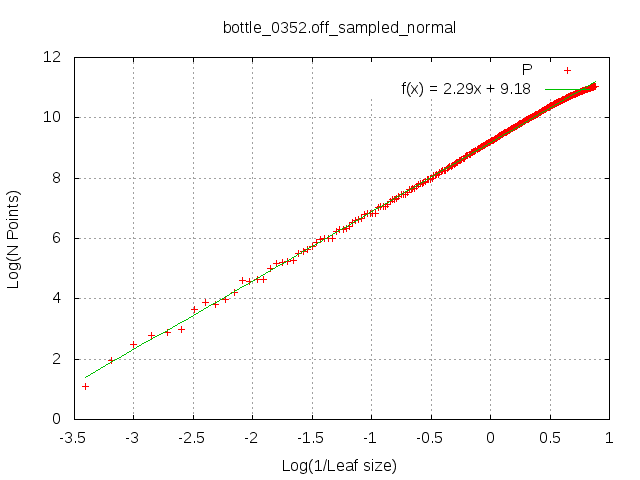 bottle_0352.off_sampled_normal
P
f(x) = 2.29x + 9.18
12
10
8
6
4
2
0
Log(N Points)
-3.5 -3 -2.5 -2 -1.5 -1 -0.5 0 0.5 1
Log(1/Leaf size)